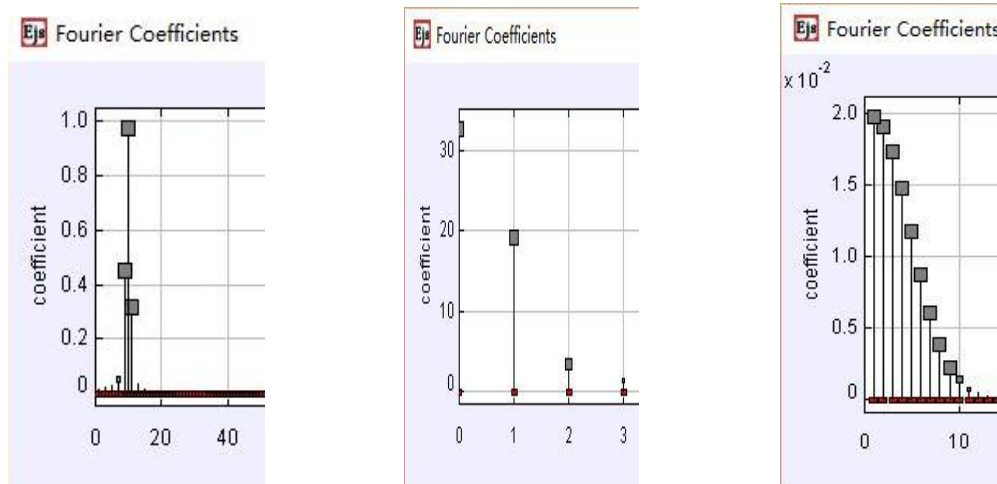 Ejs Fourier Coefficients
1.0
0.8
0.6
0.4
0.2
0
coefficient
0 20 40
Ejs Fourier Coefficients
30
20
10
0
coefficient
0 1 2 3
Ejs Fourier Coefficients
x 10^-2
2.0
1.5
1.0
0.5
0
coefficient
0 10